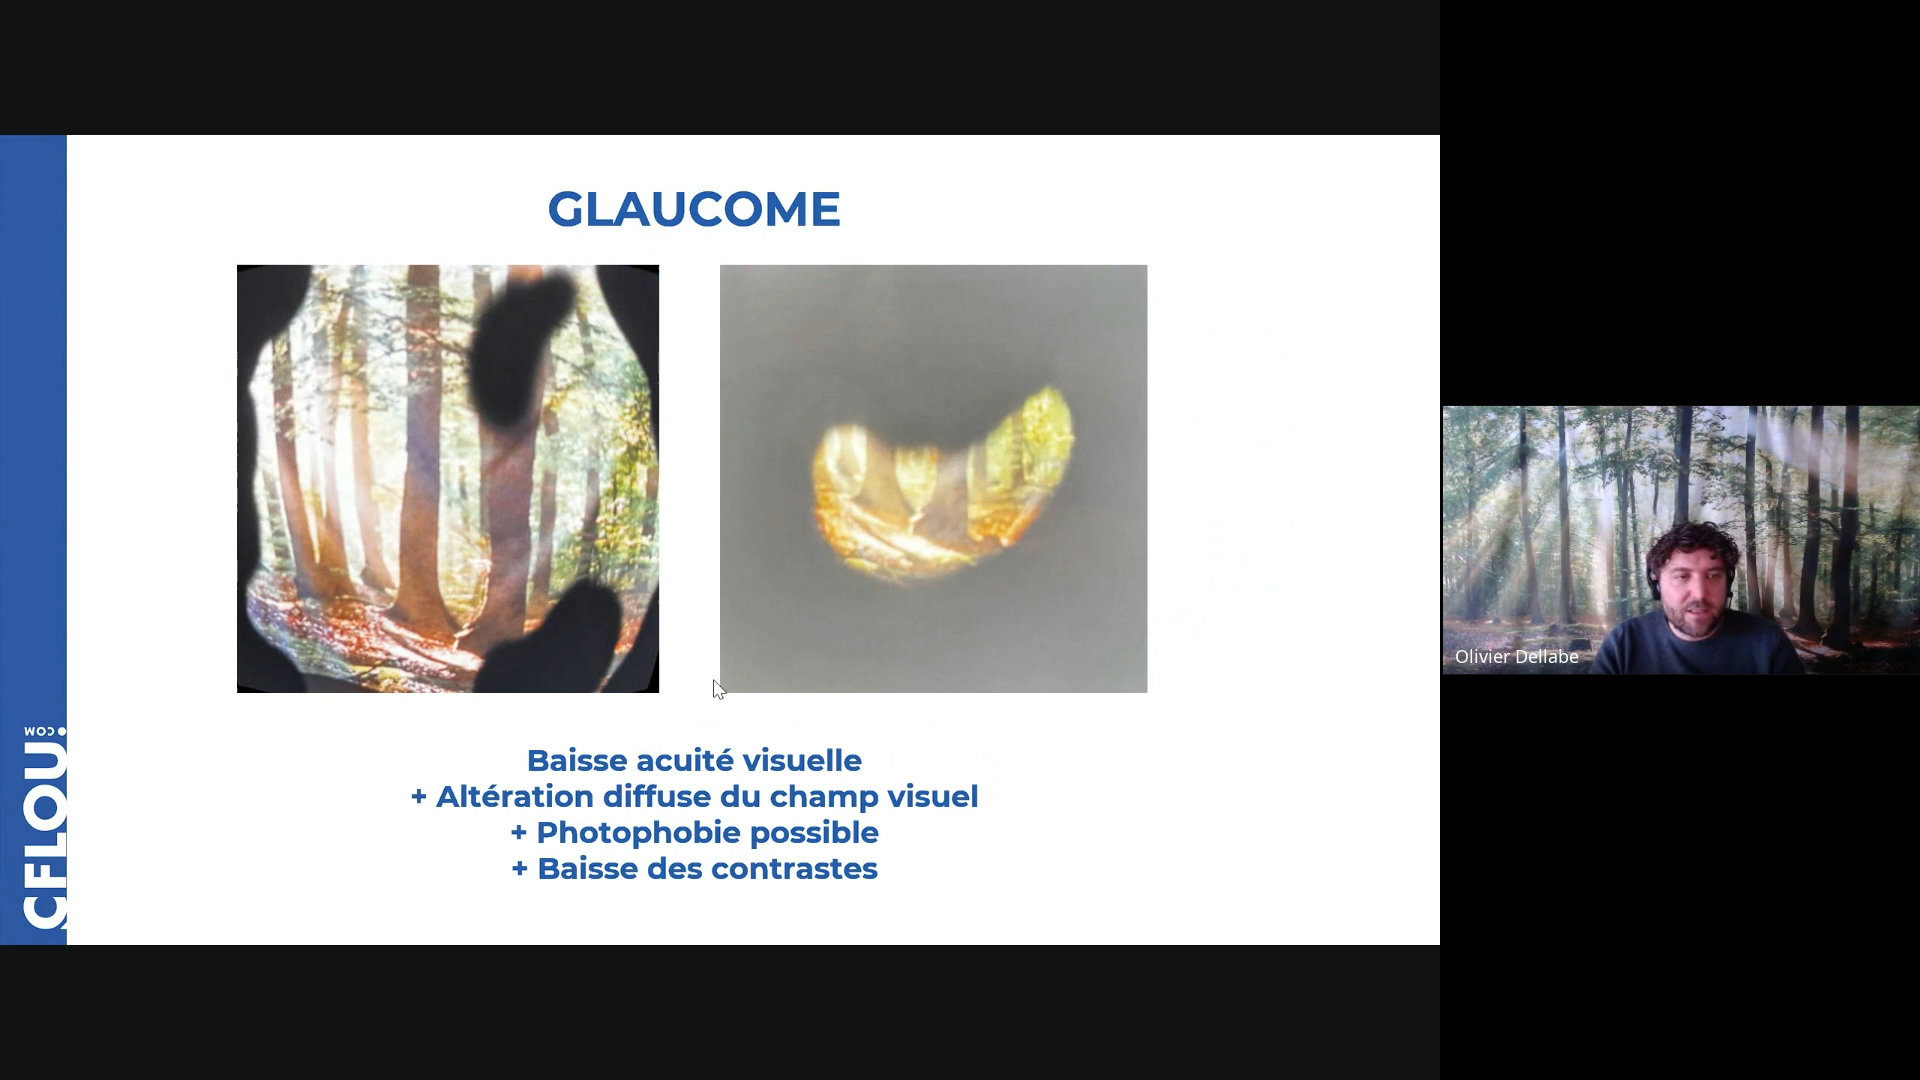 GLAUCOME
Baisse acuité visuelle
+ Altération diffuse du champ visuel
+ Photophobie possible
+ Baisse des contrastes
Olivier Dellabe
CFLOU
.COM